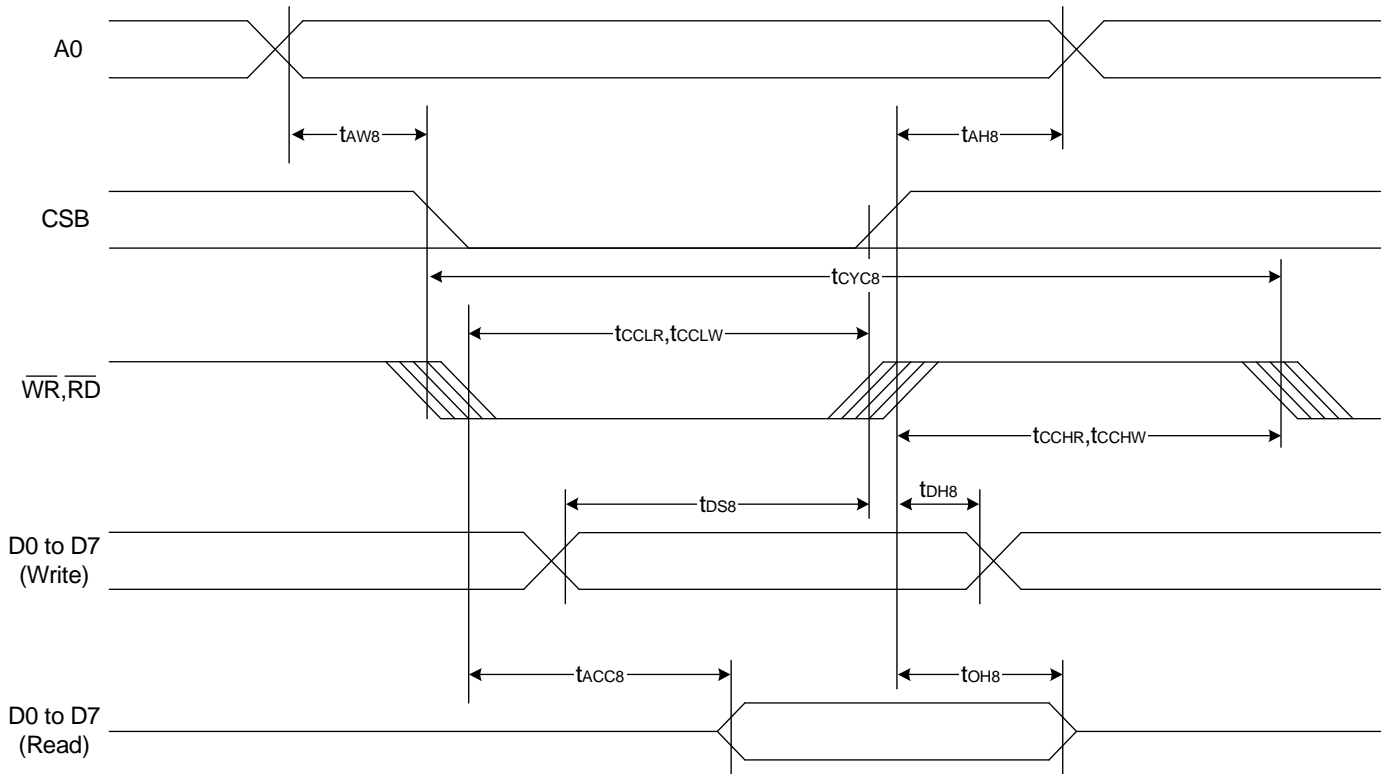 A0
tAW8
tAH8
CSB
tCYC8
tCCLR,tCCLW
WR,RD
tCCHR,tCCHW
tDS8
tDH8
D0 to D7
(Write)
tACC8
tOH8
D0 to D7
(Read)